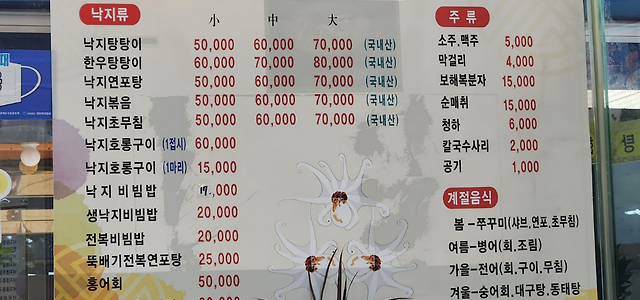 낙지류
小 中 大
낙지탕탕이 50,000 60,000 70,000 (국내산)
한우탕탕이 60,000 70,000 80,000 (국내산)
낙지연포탕 50,000 60,000 70,000 (국내산)
낙지볶음 50,000 60,000 70,000 (국내산)
낙지초무침 50,000 60,000 70,000 (국내산)
낙지호롱구이 (1접시) 60,000
낙지호롱구이 (1마리) 15,000
낙지비빔밥 17,000
생낙지비빔밥 20,000
전복비빔밥 20,000
뚝배기전복연포탕 25,000
홍어회 50,000
주류
소주.맥주 5,000
막걸리 4,000
보해복분자 15,000
순매취 15,000
청하 6,000
칼국수사리 2,000
공기 1,000
계절음식
봄 -쭈꾸미(샤브,연포,초무침)
여름-병어(회.조림)
가을-전어(회.구이.무침)
겨울-숭어회.대구탕.동태탕